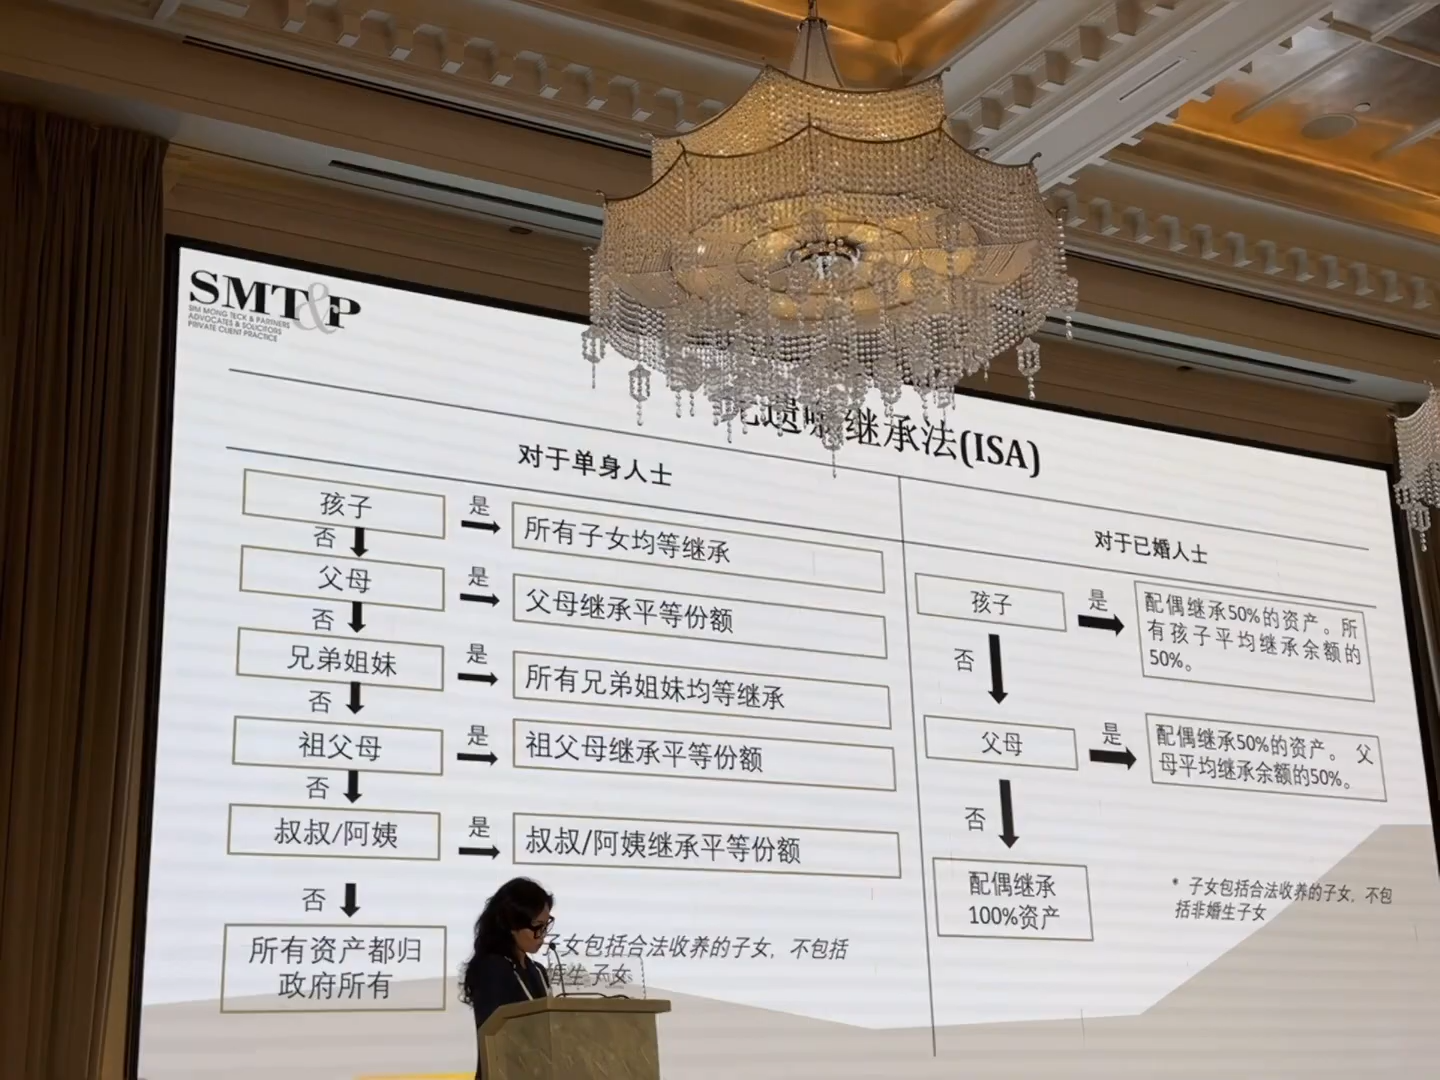 SMT&P
SIM MONG TECK & PARTNERS
ADVOCATES & SOLICITORS
PRIVATE CLIENT PRACTICE
遗嘱继承法(ISA)
对于单身人士
孩子
是
所有子女均等继承
否
父母
是
父母继承平等份额
否
兄弟姐妹
是
所有兄弟姐妹均等继承
否
祖父母
是
祖父母继承平等份额
否
叔叔/阿姨
是
叔叔/阿姨继承平等份额
否
所有资产都归
政府所有
子女包括合法收养的子女，不包括
婚生子女
对于已婚人士
孩子
是
配偶继承50%的资产。所
有孩子平均继承余额的
50%。
否
父母
是
配偶继承50%的资产。 父
母平均继承余额的50%。
否
配偶继承
100%资产
* 子女包括合法收养的子女，不包
括非婚生子女